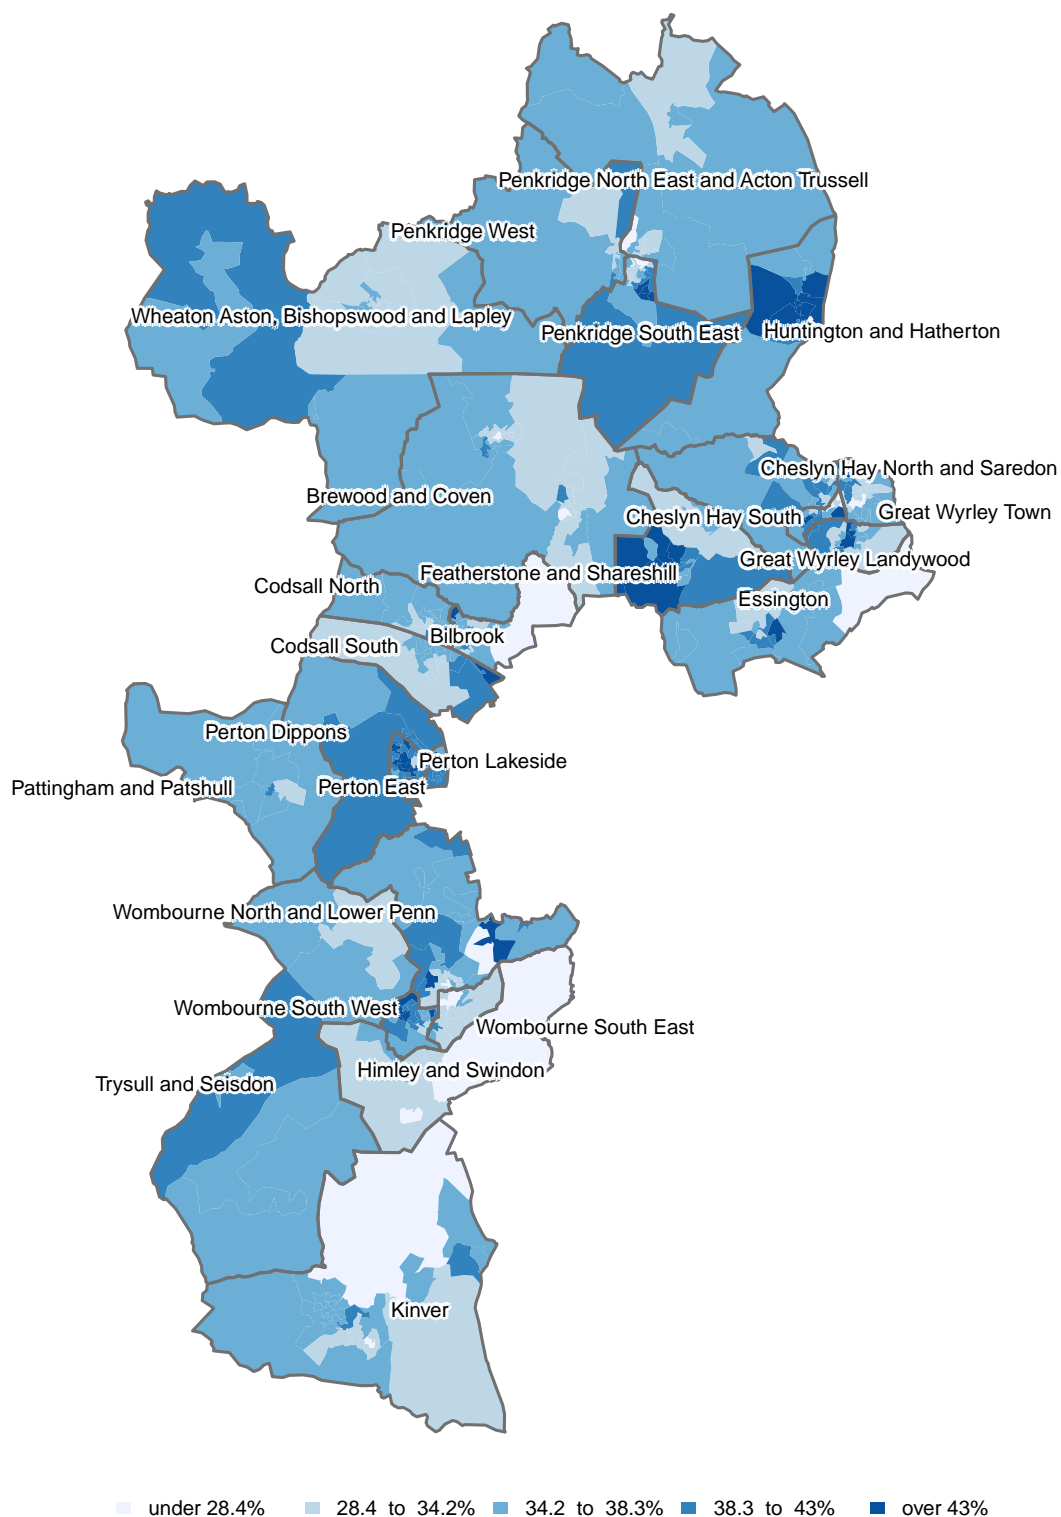 Penkridge North East and Acton Trussell
Penkridge West
Wheaton Aston, Bishopswood and Lapley
Penkridge South East
Huntington and Hatherton
Cheslyn Hay North and Saredon
Brewood and Coven
Great Wyrley Town
Cheslyn Hay South
Great Wyrley Landywood
Featherstone and Shareshill
Codsall North
Essington
Bilbrook
Codsall South
Perton Dippons
Perton Lakeside
Pattingham and Patshull
Perton East
Wombourne North and Lower Penn
Wombourne South West
Wombourne South East
Himley and Swindon
Trysull and Seisdon
Kinver
under 28.4% 28.4 to 34.2% 34.2 to 38.3% 38.3 to 43% over 43%